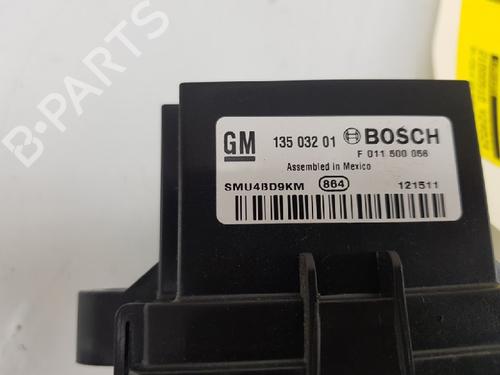 GM 135 032 01 BOSCH
F 011 500 056
Assembled in Mexico
SMU4BD9KM 864 121511
B-Parts